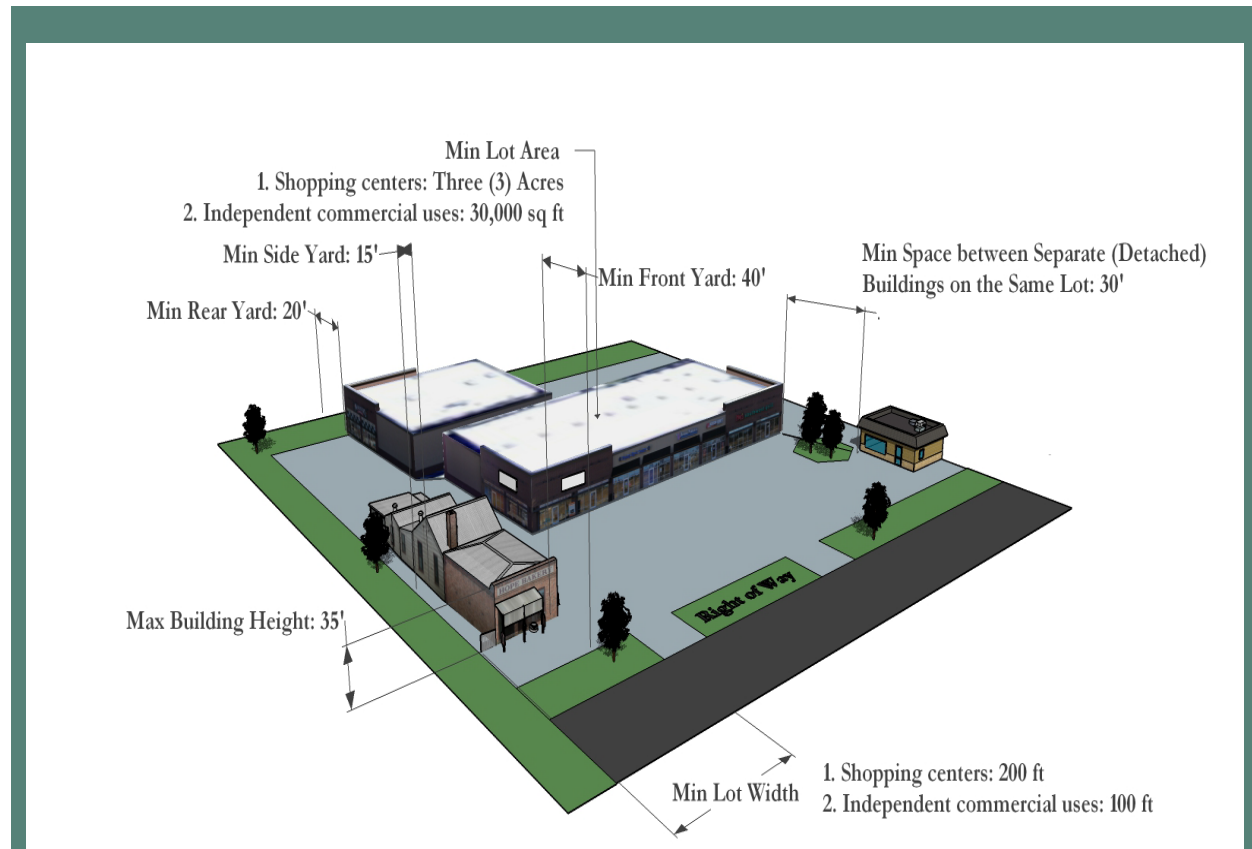 Min Lot Area
1. Shopping centers: Three (3) Acres
2. Independent commercial uses: 30,000 sq ft
Min Side Yard: 15'
Min Front Yard: 40'
Min Space between Separate (Detached)
Buildings on the Same Lot: 30'
Min Rear Yard: 20'
HOPE BAKERY
Right of Way
Max Building Height: 35'
Min Lot Width
1. Shopping centers: 200 ft
2. Independent commercial uses: 100 ft